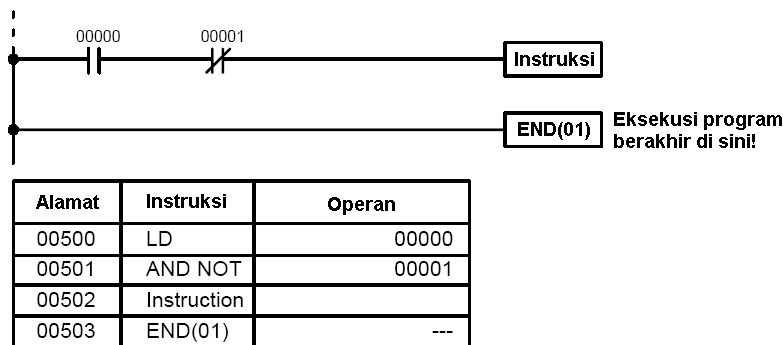 00000 00001
Instruksi
END(01) Eksekusi program
berakhir di sini!
Alamat Instruksi Operan
00500 LD 00000
00501 AND NOT 00001
00502 Instruction
00503 END(01) ---